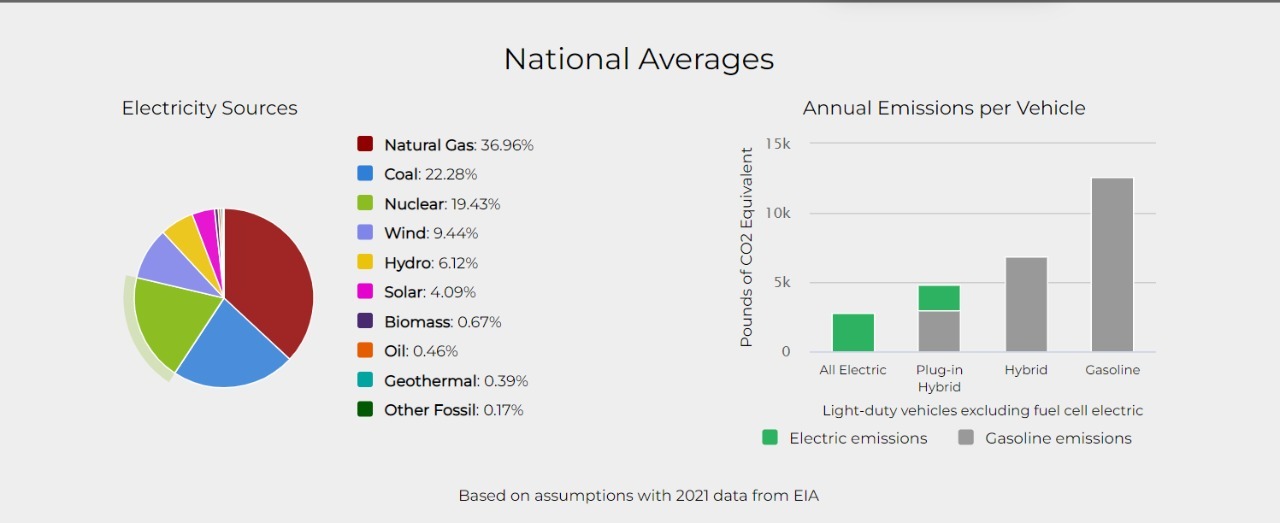 National Averages
Electricity Sources
Natural Gas: 36.96%
Coal: 22.28%
Nuclear: 19.43%
Wind: 9.44%
Hydro: 6.12%
Solar: 4.09%
Biomass: 0.67%
Oil: 0.46%
Geothermal: 0.39%
Other Fossil: 0.17%
Annual Emissions per Vehicle
Pounds of CO2 Equivalent
15k
10k
5k
0
All Electric
Plug-in
Hybrid
Hybrid
Gasoline
Light-duty vehicles excluding fuel cell electric
Electric emissions
Gasoline emissions
Based on assumptions with 2021 data from EIA